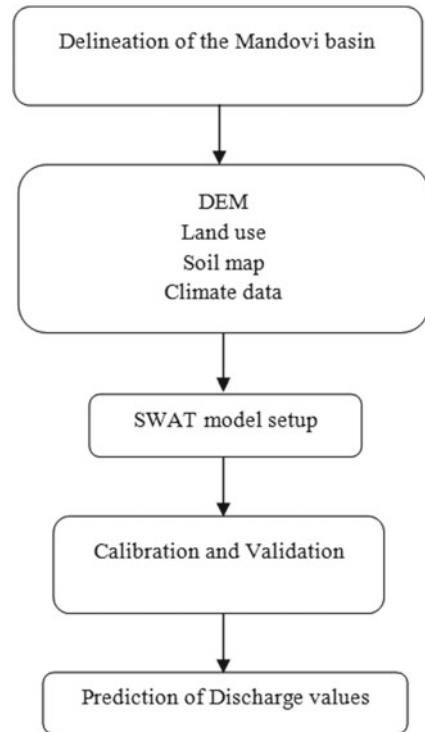 Delineation of the Mandovi basin
DEM
Land use
Soil map
Climate data
SWAT model setup
Calibration and Validation
Prediction of Discharge values